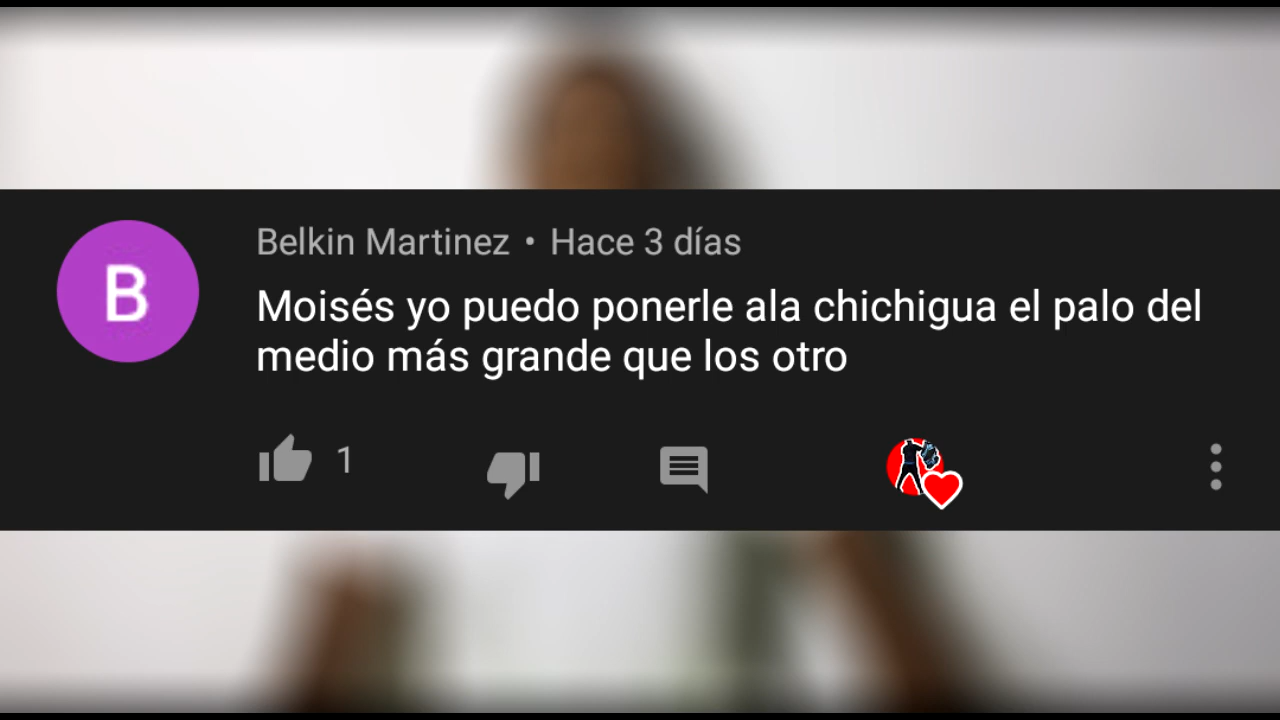 B
Belkin Martinez • Hace 3 días
Moisés yo puedo ponerle ala chichigua el palo del
medio más grande que los otro
1